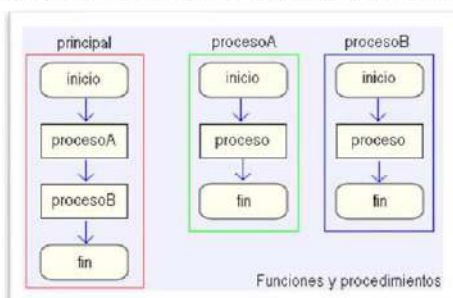 principal
inicio
procesoA
procesoB
fin
procesoA
inicio
proceso
fin
procesoB
inicio
proceso
fin
Funciones y procedimientos